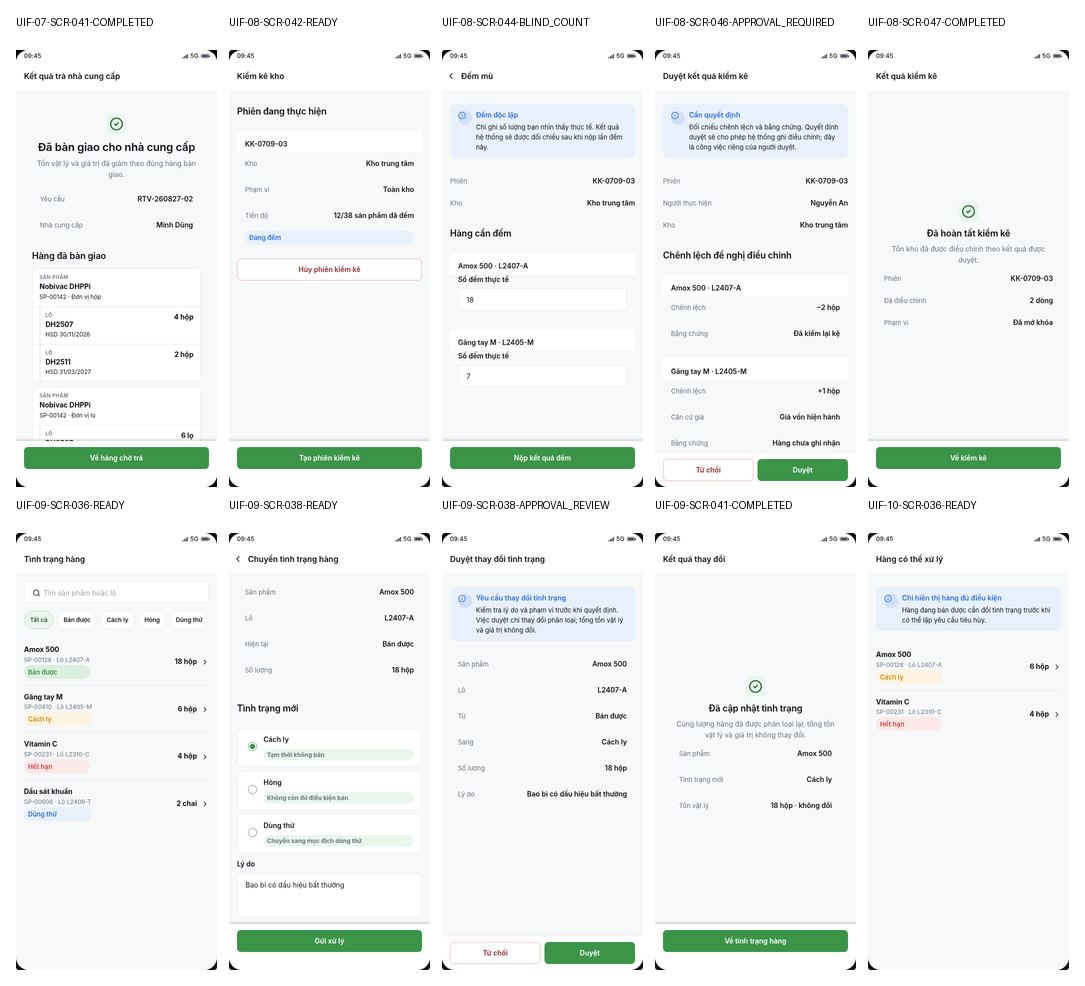 UIF-07-SCR-041-COMPLETED
09:45
5G
Kết quả trả nhà cung cấp
Đã bàn giao cho nhà cung cấp
Tồn vật lý và giá trị đã giảm theo đúng hàng bàn
giao.
Yêu cầu RTV-260827-02
Nhà cung cấp Minh Dũng
Hàng đã bàn giao
SẢN PHẨM
Nobivac DHPPi
SP-00142 · Đơn vị hộp
LÔ
DH2507 4 hộp
HSD 30/11/2026
LÔ
DH2511 2 hộp
HSD 31/03/2027
SẢN PHẨM
Nobivac DHPPi
SP-00142 · Đơn vị lọ
LÔ
6 lọ
Về hàng chờ trả
UIF-08-SCR-042-READY
09:45
5G
Kiểm kê kho
Phiên đang thực hiện
KK-0709-03
Kho Kho trung tâm
Phạm vi Toàn kho
Tiến độ 12/38 sản phẩm đã đếm
Đang đếm
Hủy phiên kiểm kê
Tạo phiên kiểm kê
UIF-08-SCR-044-BLIND_COUNT
09:45
5G
Đếm mù
Đếm độc lập
Chỉ ghi số lượng bạn nhìn thấy thực tế. Kết quả
hệ thống sẽ được đối chiếu sau khi nộp lần đếm
này.
Phiên KK-0709-03
Kho Kho trung tâm
Hàng cần đếm
Amox 500 · L2407-A
Số đếm thực tế
18
Găng tay M · L2405-M
Số đếm thực tế
7
Nộp kết quả đếm
UIF-08-SCR-046-APPROVAL_REQUIRED
09:45
5G
Duyệt kết quả kiểm kê
Cần quyết định
Đối chiếu chênh lệch và bằng chứng. Quyết định
duyệt sẽ cho phép hệ thống ghi điều chỉnh; đây
là công việc riêng của người duyệt.
Phiên KK-0709-03
Người thực hiện Nguyễn An
Kho Kho trung tâm
Chênh lệch đề nghị điều chỉnh
Amox 500 · L2407-A
Chênh lệch −2 hộp
Bằng chứng Đã kiểm lại kệ
Găng tay M · L2405-M
Chênh lệch +1 hộp
Căn cứ giá Giá vốn hiện hành
Bằng chứng Hàng chưa ghi nhận
Từ chối Duyệt
UIF-08-SCR-047-COMPLETED
09:45
5G
Kết quả kiểm kê
Đã hoàn tất kiểm kê
Tồn kho đã được điều chỉnh theo kết quả được
duyệt.
Phiên KK-0709-03
Đã điều chỉnh 2 dòng
Phạm vi Đã mở khóa
Về kiểm kê
UIF-09-SCR-036-READY
09:45
5G
Tình trạng hàng
Tìm sản phẩm hoặc lô
Tất cả Bán được Cách ly Hỏng Dùng thử
Amox 500
SP-00128 · Lô L2407-A 18 hộp
Bán được
Găng tay M
SP-00410 · Lô L2405-M 6 hộp
Cách ly
Vitamin C
SP-00231 · Lô L2310-C 4 hộp
Hết hạn
Dầu sát khuẩn
SP-00606 · Lô L2406-T 2 chai
Dùng thử
UIF-09-SCR-038-READY
09:45
5G
Chuyển tình trạng hàng
Sản phẩm Amox 500
Lô L2407-A
Hiện tại Bán được
Số lượng 18 hộp
Tình trạng mới
Cách ly
Tạm thời không bán
Hỏng
Không còn đủ điều kiện bán
Dùng thử
Chuyển sang mục đích dùng thử
Lý do
Bao bì có dấu hiệu bất thường
Gửi xử lý
UIF-09-SCR-038-APPROVAL_REVIEW
09:45
5G
Duyệt thay đổi tình trạng
Yêu cầu thay đổi tình trạng
Kiểm tra lý do và phạm vi trước khi quyết định.
Việc duyệt chỉ thay đổi phân loại; tổng tồn vật lý
và giá trị không đổi.
Sản phẩm Amox 500
Lô L2407-A
Từ Bán được
Sang Cách ly
Số lượng 18 hộp
Lý do Bao bì có dấu hiệu bất thường
Từ chối Duyệt
UIF-09-SCR-041-COMPLETED
09:45
5G
Kết quả thay đổi
Đã cập nhật tình trạng
Cùng lượng hàng đã được phân loại lại; tổng tồn
vật lý và giá trị không thay đổi.
Sản phẩm Amox 500
Tình trạng mới Cách ly
Tồn vật lý 18 hộp · không đổi
Về tình trạng hàng
UIF-10-SCR-036-READY
09:45
5G
Hàng có thể xử lý
Chỉ hiển thị hàng đủ điều kiện
Hàng đang bán được cần đổi tình trạng trước khi
có thể lập yêu cầu tiêu hủy.
Amox 500
SP-00128 · Lô L2407-A 6 hộp
Cách ly
Vitamin C
SP-00231 · Lô L2310-C 4 hộp
Hết hạn